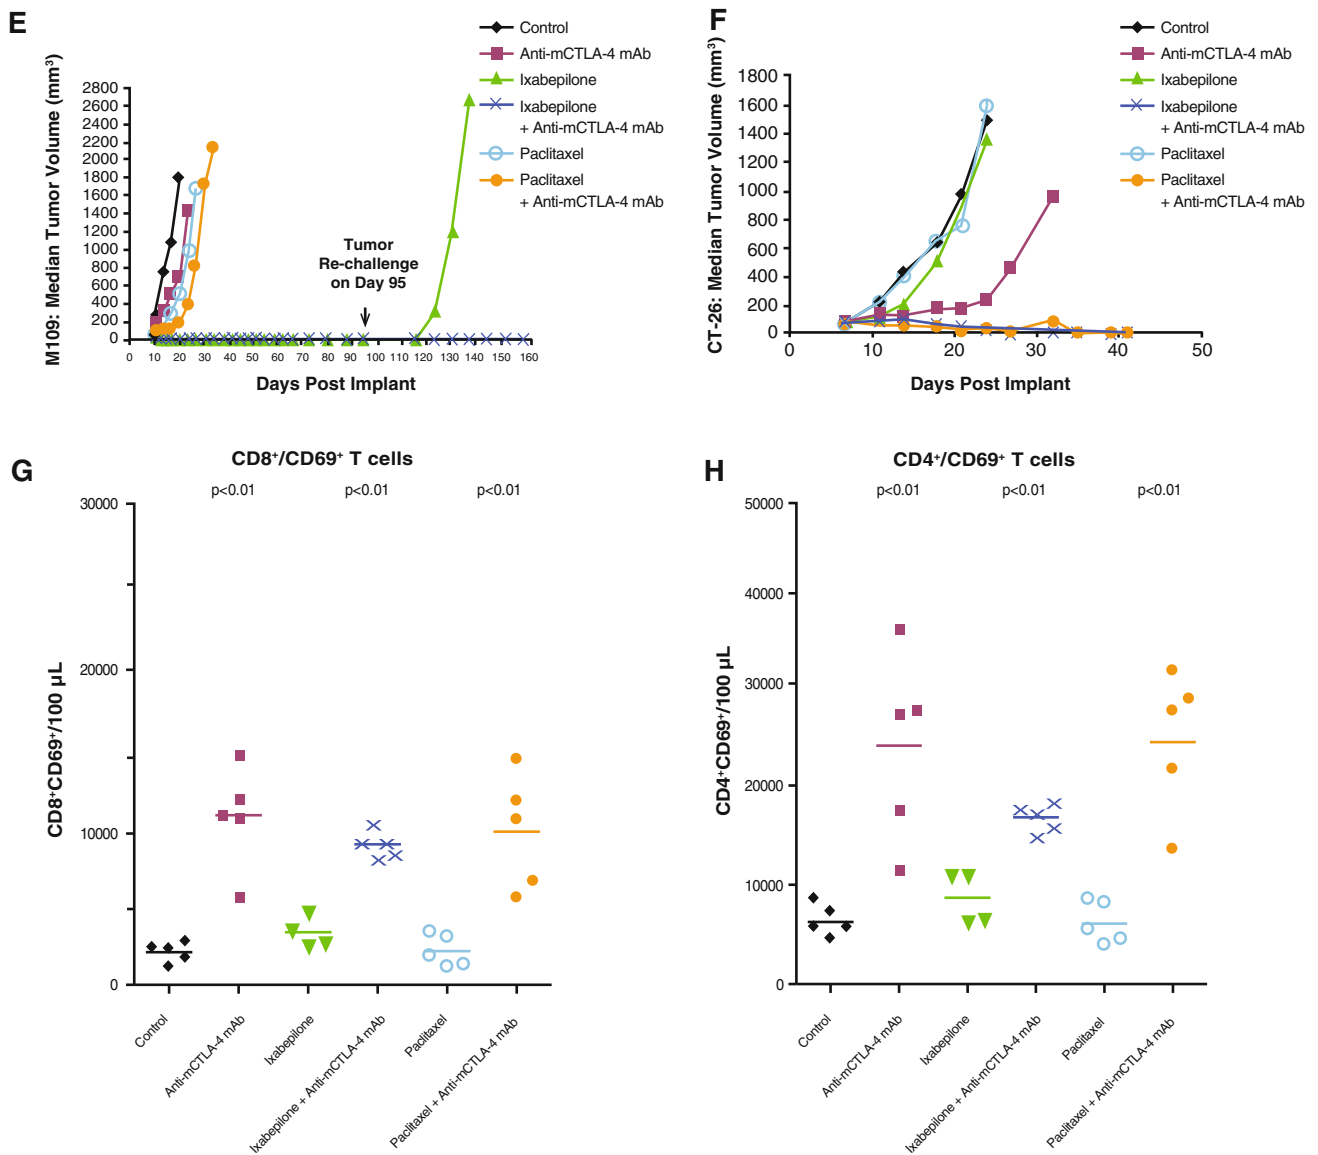 E
M109: Median Tumor Volume (mm³)
2800
2600
2400
2200
2000
1800
1600
1400
1200
1000
800
600
400
200
0
0 10 20 30 40 50 60 70 80 90 100 110 120 130 140 150 160
Days Post Implant
Tumor
Re-challenge
on Day 95
Control
Anti-mCTLA-4 mAb
Ixabepilone
Ixabepilone
+ Anti-mCTLA-4 mAb
Paclitaxel
Paclitaxel
+ Anti-mCTLA-4 mAb
F
CT-26: Median Tumor Volume (mm³)
1800
1600
1400
1200
1000
800
600
400
200
0
0 10 20 30 40 50
Days Post Implant
Control
Anti-mCTLA-4 mAb
Ixabepilone
Ixabepilone
+ Anti-mCTLA-4 mAb
Paclitaxel
Paclitaxel
+ Anti-mCTLA-4 mAb
G
CD8⁺/CD69⁺ T cells
p<0.01 p<0.01 p<0.01
CD8⁺CD69⁺/100 µL
30000
20000
10000
0
Control
Anti-mCTLA-4 mAb
Ixabepilone
Ixabepilone + Anti-mCTLA-4 mAb
Paclitaxel
Paclitaxel + Anti-mCTLA-4 mAb
H
CD4⁺/CD69⁺ T cells
p<0.01 p<0.01 p<0.01
CD4⁺CD69⁺/100 µL
50000
40000
30000
20000
10000
0
Control
Anti-mCTLA-4 mAb
Ixabepilone
Ixabepilone + Anti-mCTLA-4 mAb
Paclitaxel
Paclitaxel + Anti-mCTLA-4 mAb